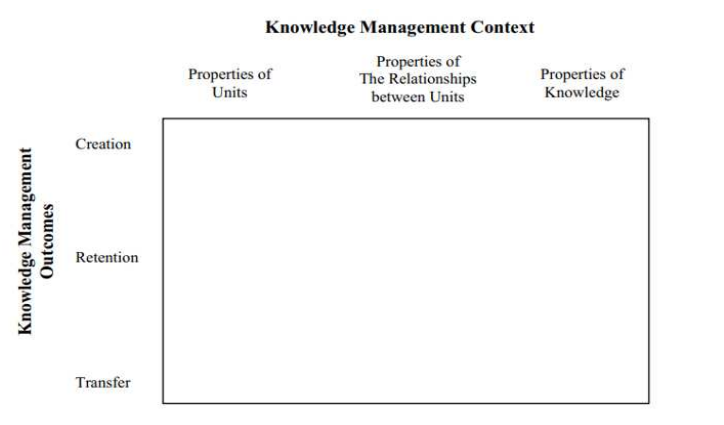 Knowledge Management Context
Properties of
Units
Properties of
The Relationships
between Units
Properties of
Knowledge
Knowledge Management
Outcomes
Creation
Retention
Transfer